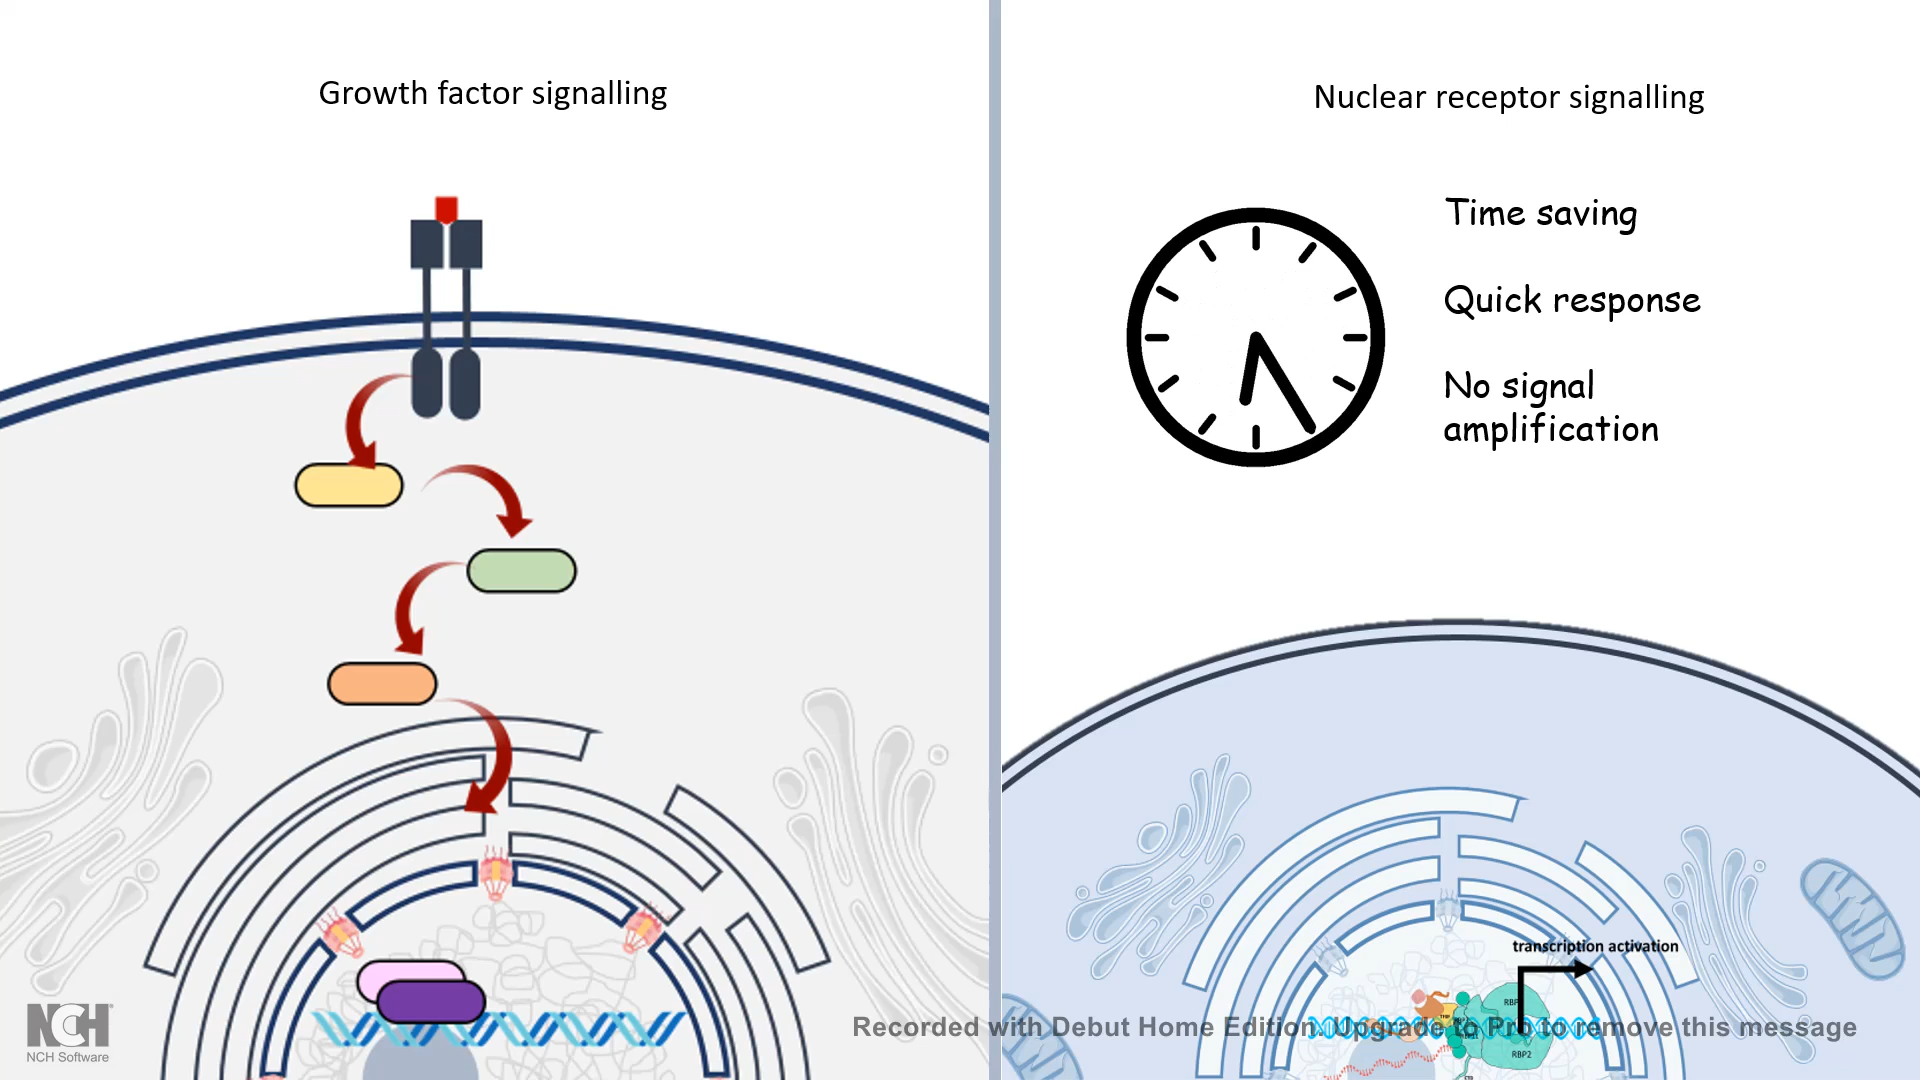 Growth factor signalling
Nuclear receptor signalling
Time saving
Quick response
No signal
amplification
transcription activation
RBP2
NCH
NCH Software
Recorded with Debut Home Edition. Upgrade to Pro to remove this message